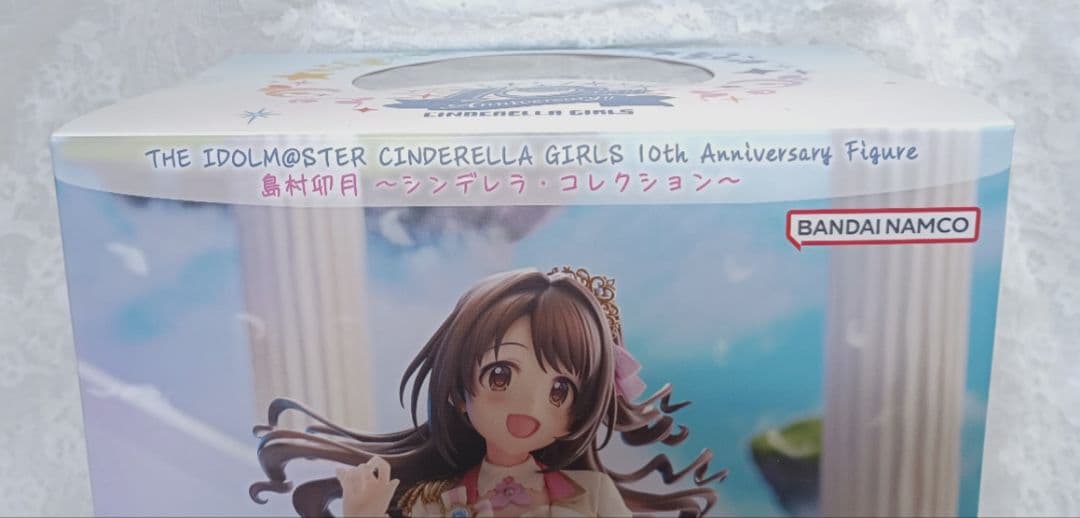 Anniversary!!
CINDERELLA GIRLS
THE IDOLM@STER CINDERELLA GIRLS 10th Anniversary Figure
島村卯月 ～シンデレラ・コレクション～
BANDAI NAMCO